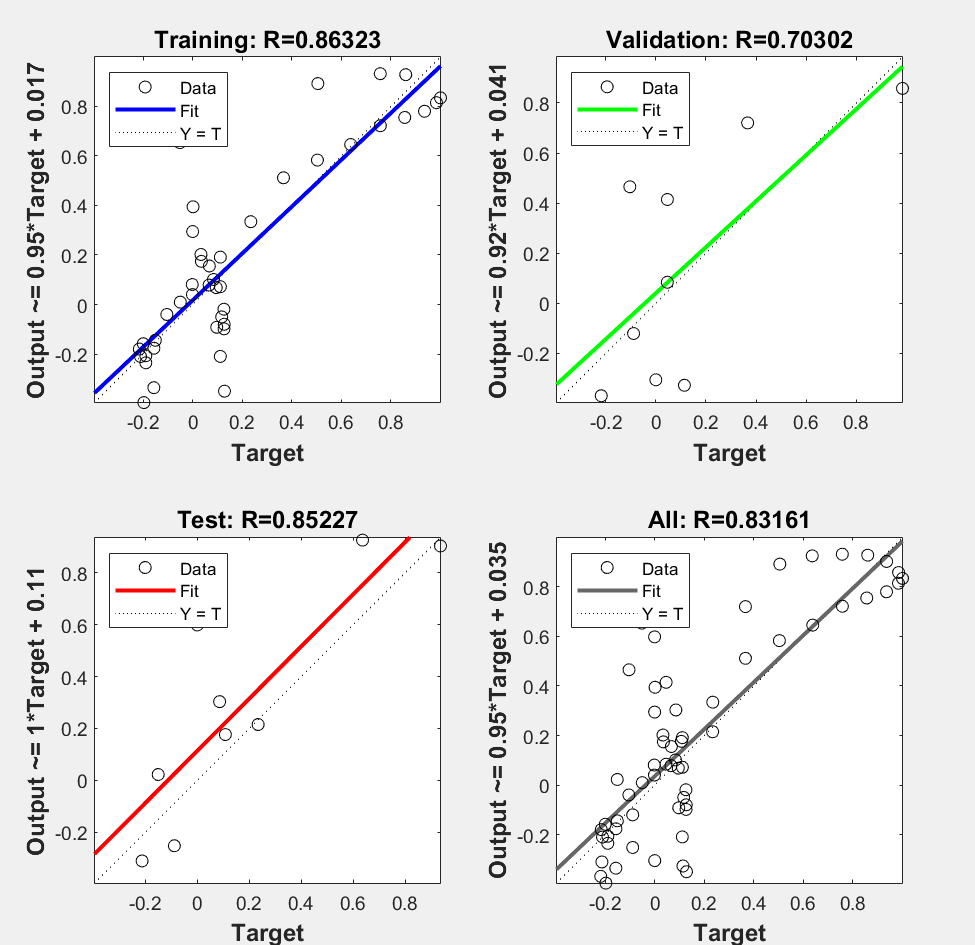 Training: R=0.86323
Output ~= 0.95*Target + 0.017
Data
Fit
Y = T
0.8
0.6
0.4
0.2
0
-0.2
-0.2 0 0.2 0.4 0.6 0.8
Target
Validation: R=0.70302
Output ~= 0.92*Target + 0.041
Data
Fit
Y = T
0.8
0.6
0.4
0.2
0
-0.2
-0.2 0 0.2 0.4 0.6 0.8
Target
Test: R=0.85227
Output ~= 1*Target + 0.11
Data
Fit
Y = T
0.8
0.6
0.4
0.2
0
-0.2
-0.2 0 0.2 0.4 0.6 0.8
Target
All: R=0.83161
Output ~= 0.95*Target + 0.035
Data
Fit
Y = T
0.8
0.6
0.4
0.2
0
-0.2
-0.2 0 0.2 0.4 0.6 0.8
Target